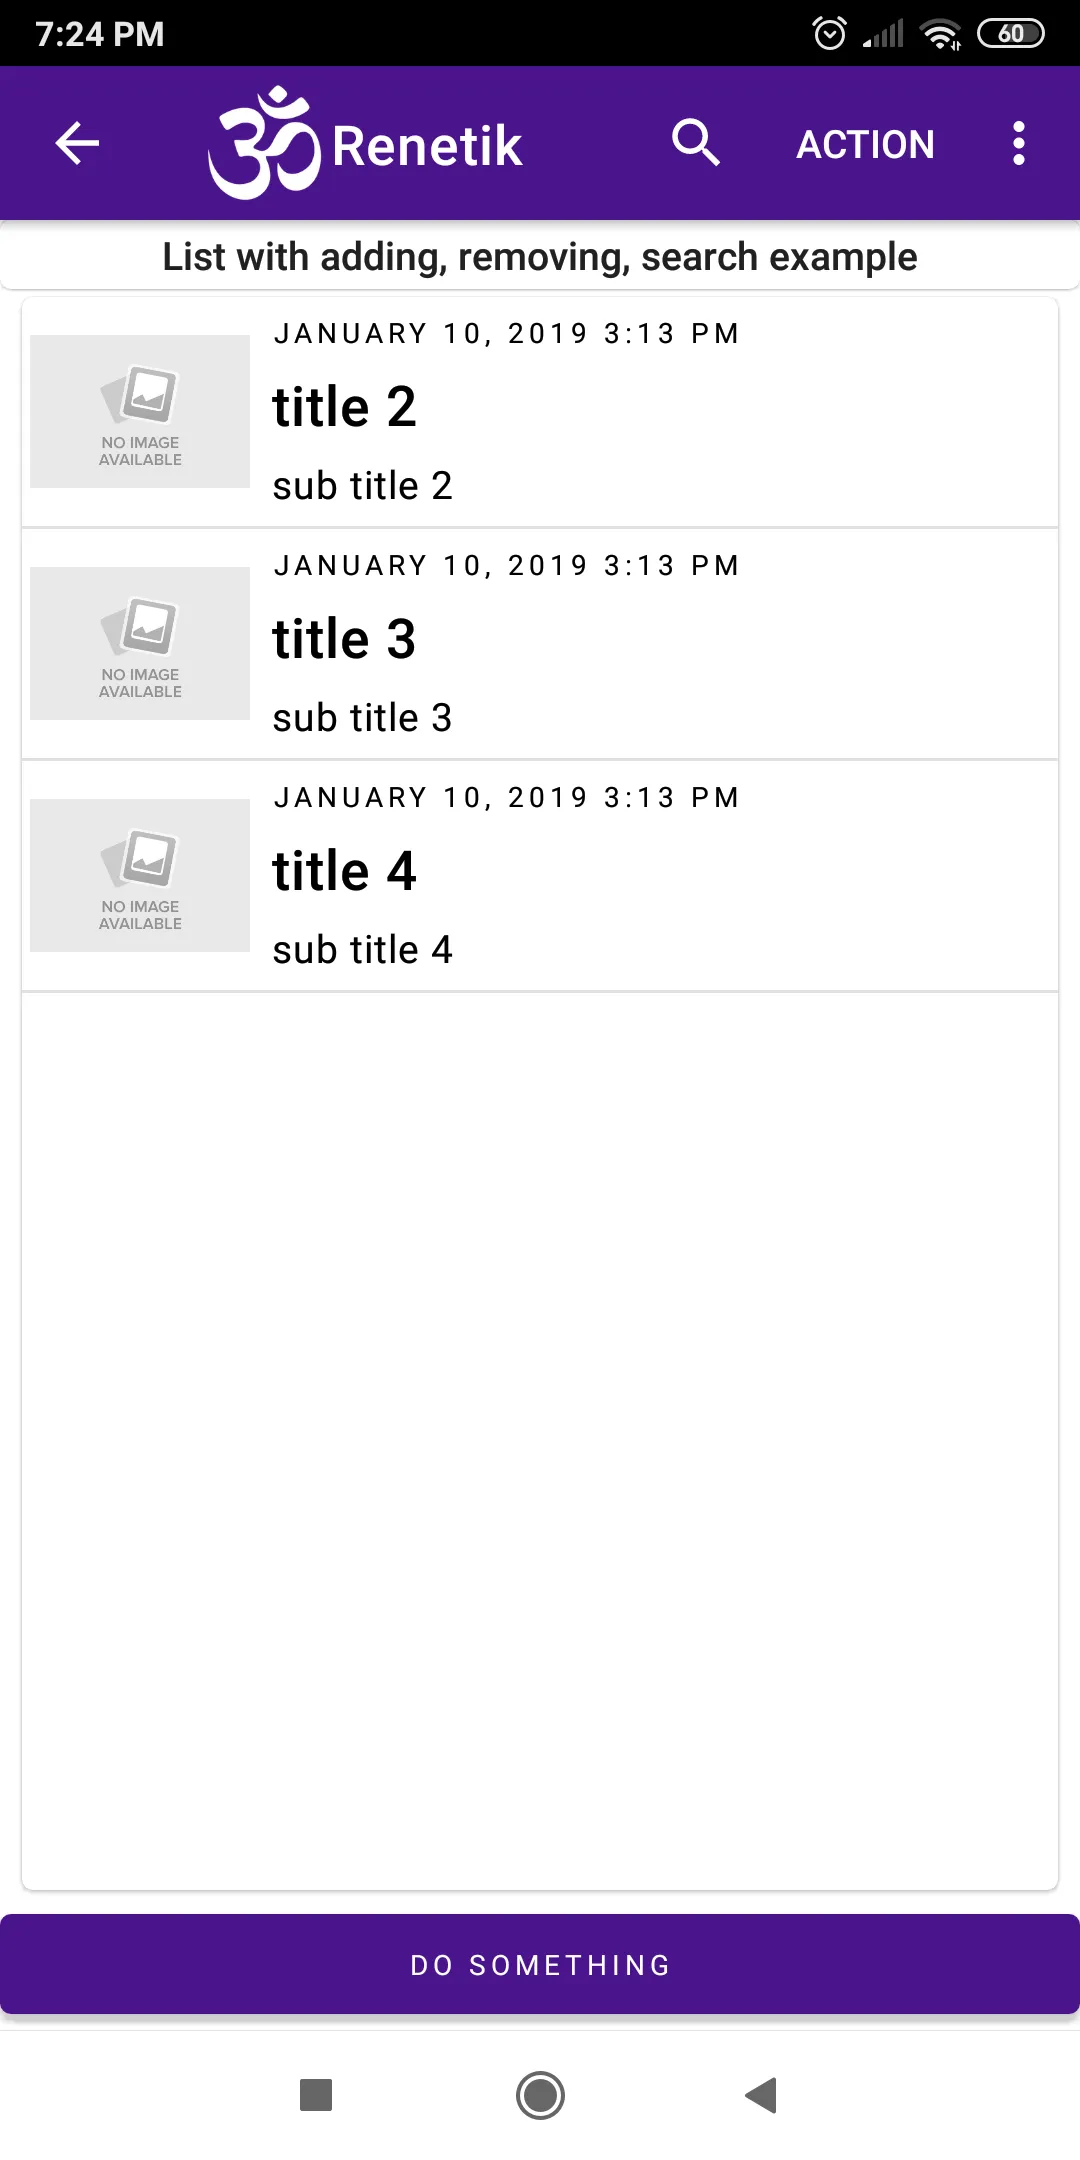 7:24 PM
60
ॐ Renetik
ACTION
List with adding, removing, search example
JANUARY 10, 2019 3:13 PM
NO IMAGE
AVAILABLE
title 2
sub title 2
JANUARY 10, 2019 3:13 PM
NO IMAGE
AVAILABLE
title 3
sub title 3
JANUARY 10, 2019 3:13 PM
NO IMAGE
AVAILABLE
title 4
sub title 4
DO SOMETHING